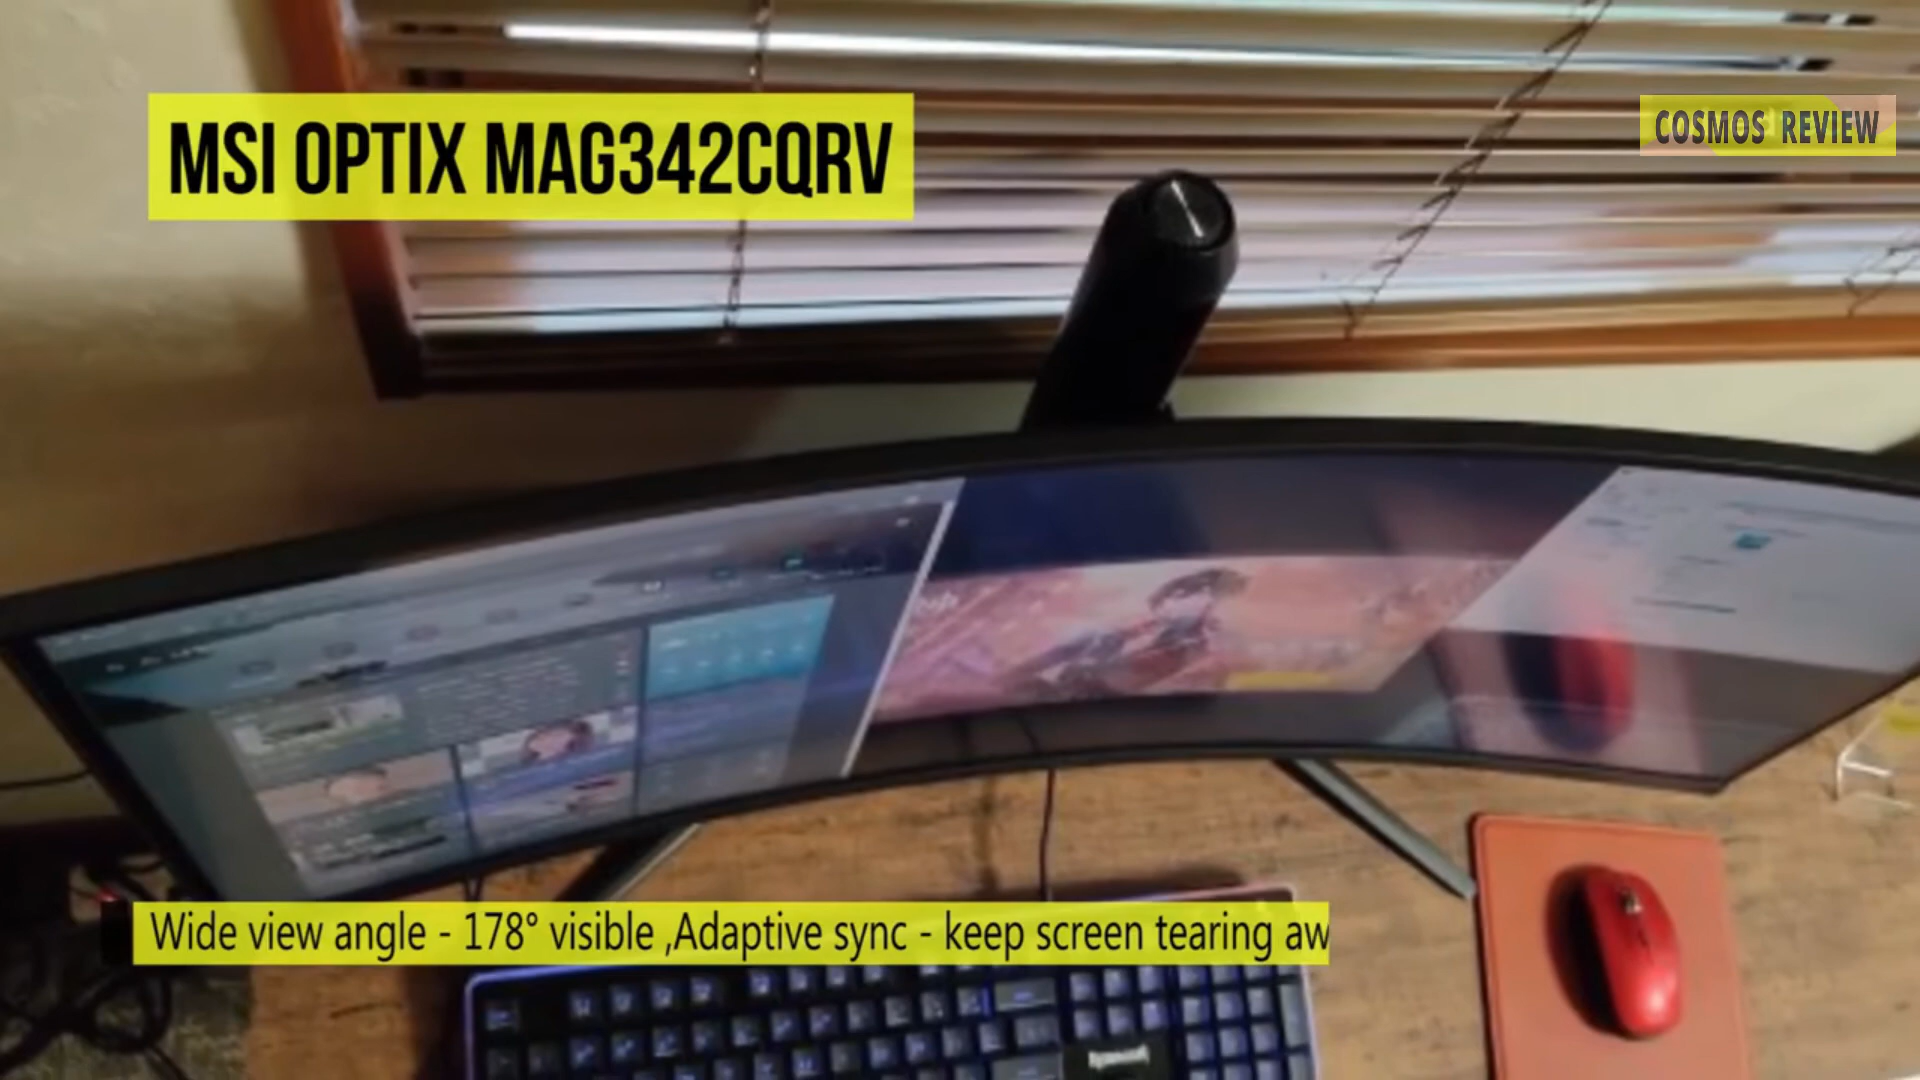 MSI OPTIX MAG342CQRV
COSMOS REVIEW
Wide view angle - 178° visible ,Adaptive sync - keep screen tearing aw